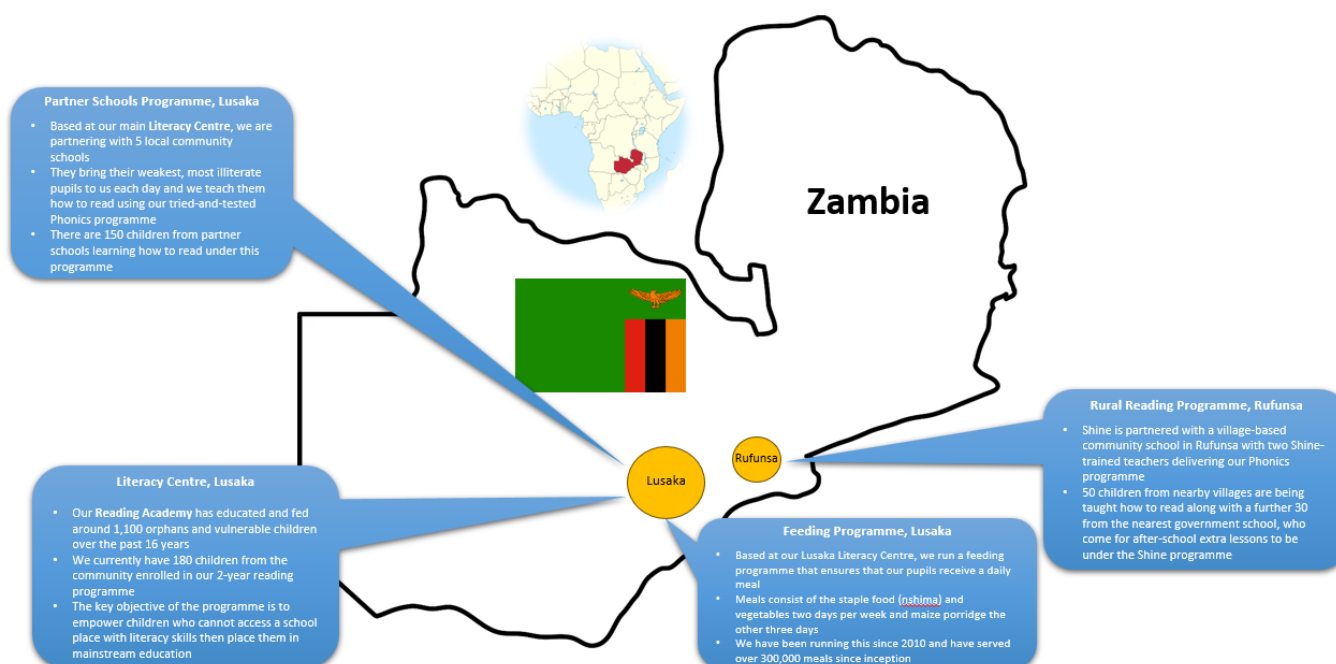 Zambia
Partner Schools Programme, Lusaka
• Based at our main Literacy Centre, we are
partnering with 5 local community
schools
• They bring their weakest, most illiterate
pupils to us each day and we teach them
how to read using our tried-and-tested
Phonics programme
• There are 150 children from partner
schools learning how to read under this
programme
Rural Reading Programme, Rufunsa
• Shine is partnered with a village-based
community school in Rufunsa with two Shine-
trained teachers delivering our Phonics
programme
• 50 children from nearby villages are being
taught how to read along with a further 30
from the nearest government school, who
come for after-school extra lessons to be
under the Shine programme
Rufunsa
Lusaka
Literacy Centre, Lusaka
• Our Reading Academy has educated and fed
around 1,100 orphans and vulnerable children
over the past 16 years
• We currently have 180 children from the
community enrolled in our 2-year reading
programme
• The key objective of the programme is to
empower children who cannot access a school
place with literacy skills then place them in
mainstream education
Feeding Programme, Lusaka
• Based at our Lusaka Literacy Centre, we run a feeding
programme that ensures that our pupils receive a daily
meal
• Meals consist of the staple food (nshima) and
vegetables two days per week and maize porridge the
other three days
• We have been running this since 2010 and have served
over 300,000 meals since inception